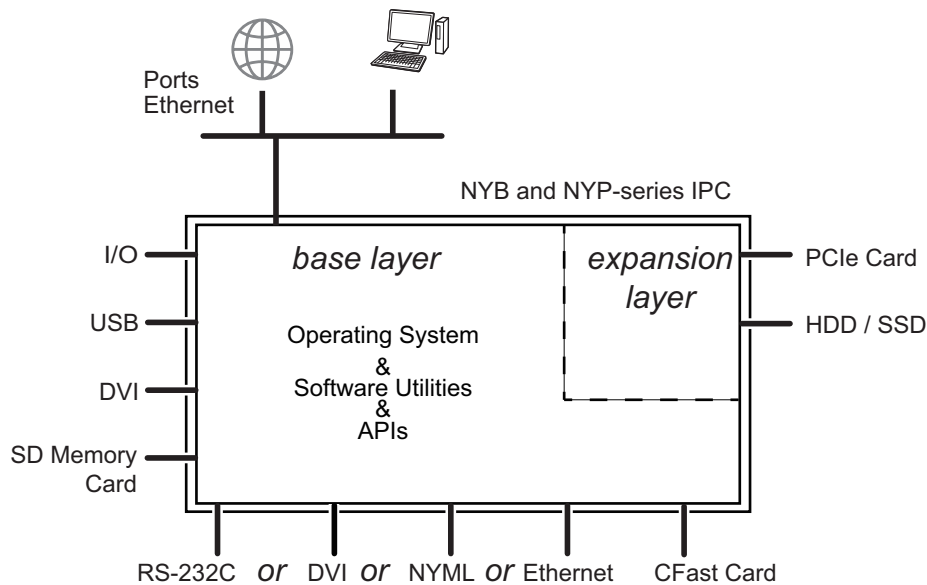 Ports
Ethernet
NYB and NYP-series IPC
I/O
USB
DVI
SD Memory
Card
base layer
Operating System
&
Software Utilities
&
APIs
expansion
layer
PCIe Card
HDD / SSD
RS-232C or DVI or NYML or Ethernet
CFast Card